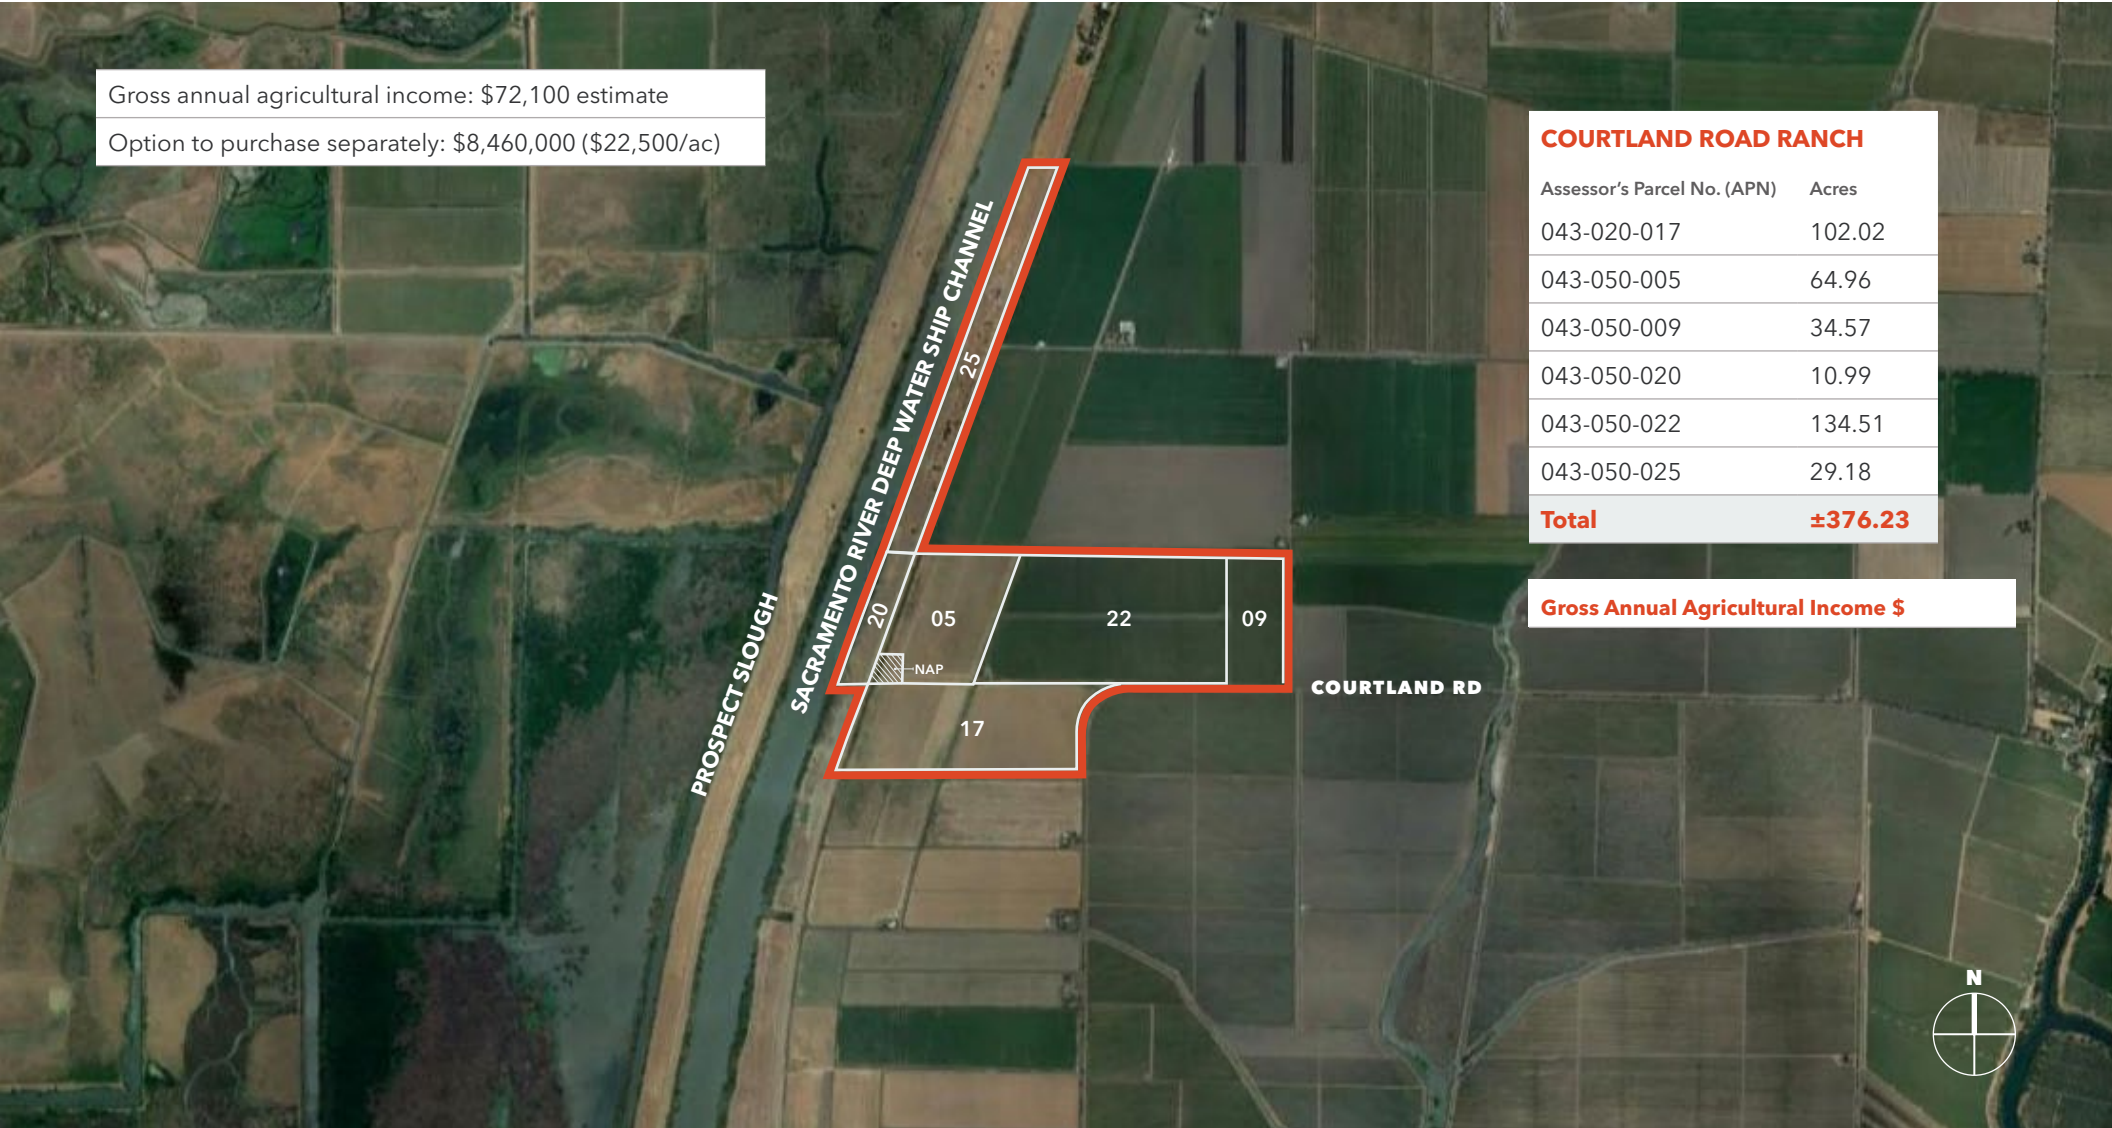 Gross annual agricultural income: $72,100 estimate
Option to purchase separately: $8,460,000 ($22,500/ac)
COURTLAND ROAD RANCH
Assessor's Parcel No. (APN) Acres
043-020-017 102.02
043-050-005 64.96
043-050-009 34.57
043-050-020 10.99
043-050-022 134.51
043-050-025 29.18
Total ±376.23
Gross Annual Agricultural Income $
SACRAMENTO RIVER DEEP WATER SHIP CHANNEL
PROSPECT SLOUGH
25
20
05
22
09
NAP
17
COURTLAND RD
N